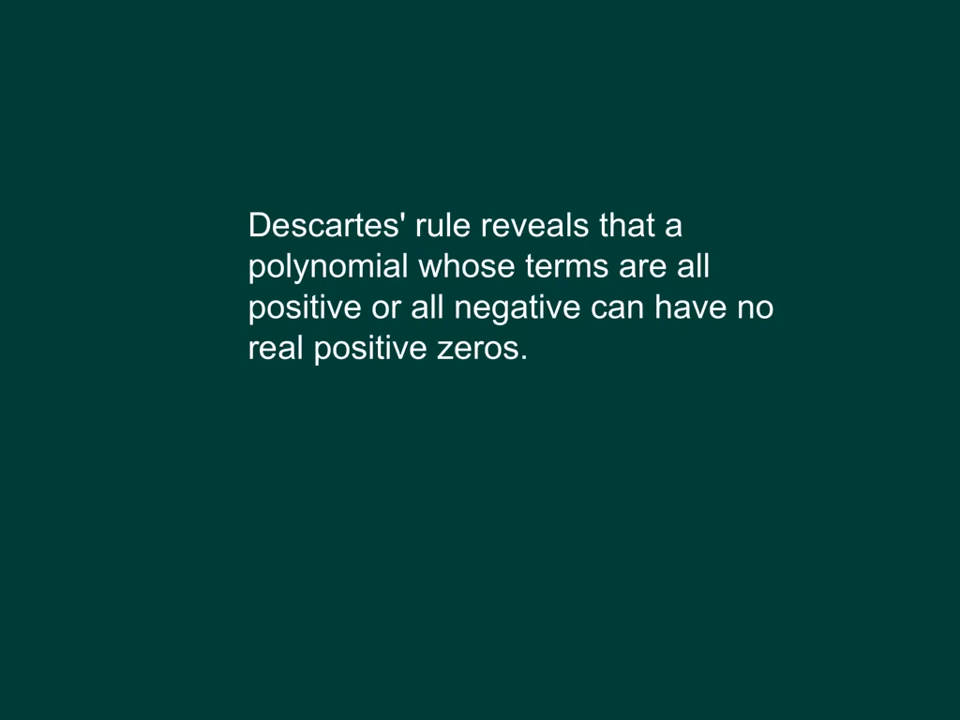 Descartes' rule reveals that a
polynomial whose terms are all
positive or all negative can have no
real positive zeros.